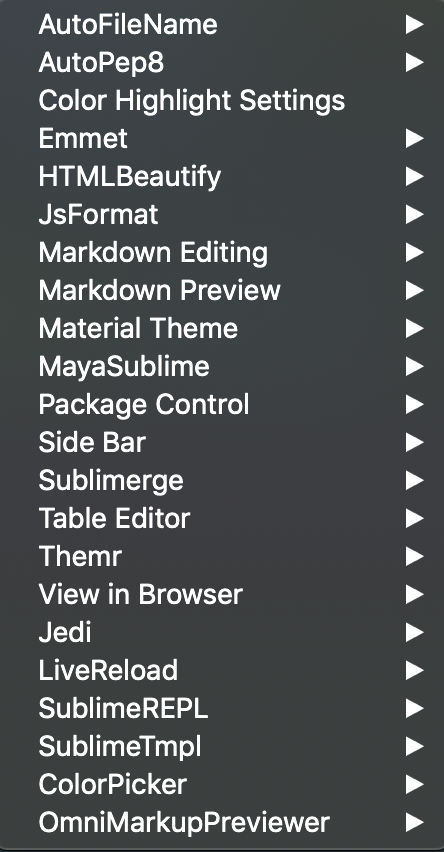 AutoFileName
AutoPep8
Color Highlight Settings
Emmet
HTMLBeautify
JsFormat
Markdown Editing
Markdown Preview
Material Theme
MayaSublime
Package Control
Side Bar
Sublimerge
Table Editor
Themr
View in Browser
Jedi
LiveReload
SublimeREPL
SublimeTmpl
ColorPicker
OmniMarkupPreviewer